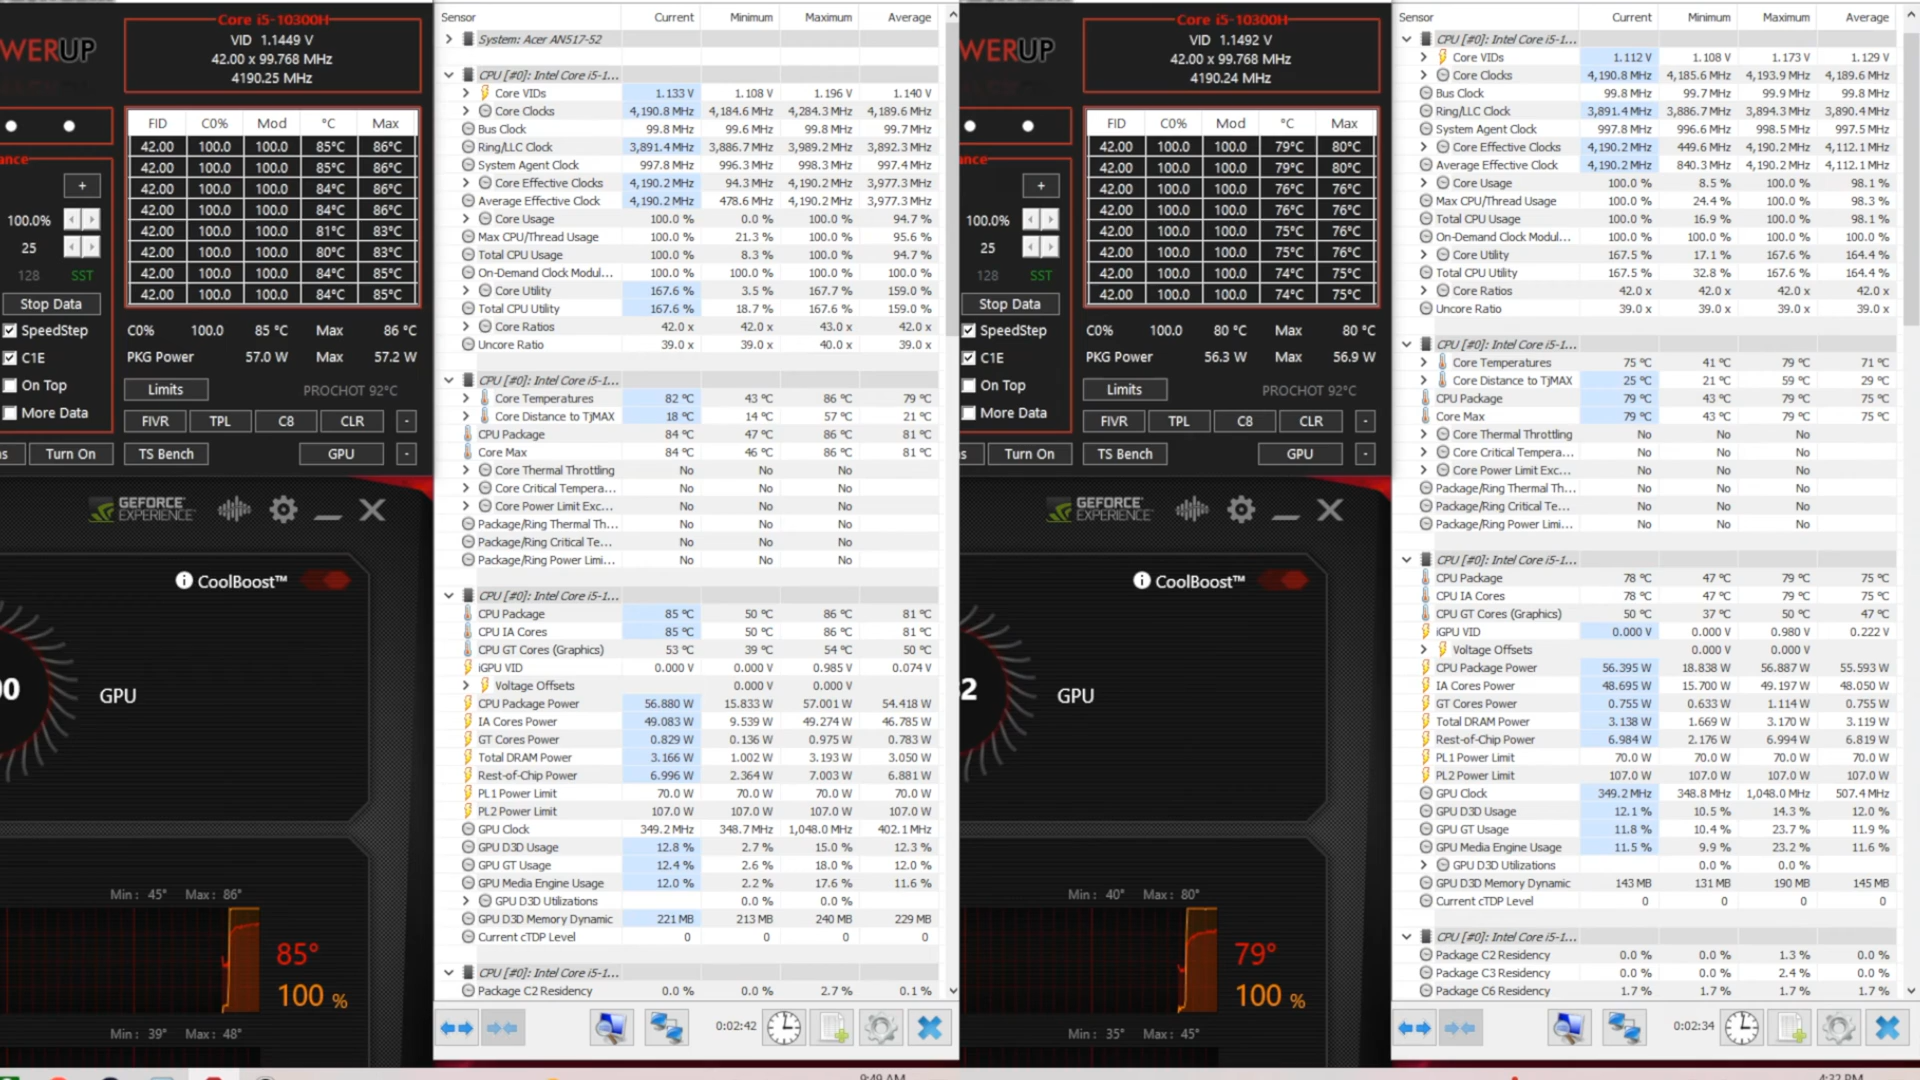 WERUP
Core i5-10300H
VID 1.1449 V
42.00 x 99.768 MHz
4190.25 MHz
FID C0% Mod °C Max
42.00 100.0 100.0 85°C 86°C
42.00 100.0 100.0 85°C 86°C
42.00 100.0 100.0 84°C 86°C
42.00 100.0 100.0 84°C 86°C
42.00 100.0 100.0 81°C 83°C
42.00 100.0 100.0 80°C 83°C
42.00 100.0 100.0 84°C 85°C
42.00 100.0 100.0 84°C 85°C
ance
+
100.0%
25
128 SST
Stop Data
SpeedStep
C1E
On Top
More Data
C0% 100.0 85 °C Max 86 °C
PKG Power 57.0 W Max 57.2 W
Limits PROCHOT 92°C
FIVR TPL C8 CLR -
s Turn On TS Bench GPU -
GEFORCE EXPERIENCE
CoolBoost™
00
GPU
Min: 45° Max: 86°
85°
100 %
Min: 39° Max: 48°
Sensor Current Minimum Maximum Average
System: Acer AN517-52
CPU [#0]: Intel Core i5-1...
Core VIDs 1.133 V 1.108 V 1.196 V 1.140 V
Core Clocks 4,190.8 MHz 4,184.6 MHz 4,284.3 MHz 4,189.6 MHz
Bus Clock 99.8 MHz 99.6 MHz 99.8 MHz 99.7 MHz
Ring/LLC Clock 3,891.4 MHz 3,886.7 MHz 3,989.2 MHz 3,892.3 MHz
System Agent Clock 997.8 MHz 996.3 MHz 998.3 MHz 997.4 MHz
Core Effective Clocks 4,190.2 MHz 94.3 MHz 4,190.2 MHz 3,977.3 MHz
Average Effective Clock 4,190.2 MHz 478.6 MHz 4,190.2 MHz 3,977.3 MHz
Core Usage 100.0 % 0.0 % 100.0 % 94.7 %
Max CPU/Thread Usage 100.0 % 21.3 % 100.0 % 95.6 %
Total CPU Usage 100.0 % 8.3 % 100.0 % 94.7 %
On-Demand Clock Modul... 100.0 % 100.0 % 100.0 % 100.0 %
Core Utility 167.6 % 3.5 % 167.7 % 159.0 %
Total CPU Utility 167.6 % 18.7 % 167.6 % 159.0 %
Core Ratios 42.0 x 42.0 x 43.0 x 42.0 x
Uncore Ratio 39.0 x 39.0 x 40.0 x 39.0 x
CPU [#0]: Intel Core i5-1...
Core Temperatures 82 °C 43 °C 86 °C 79 °C
Core Distance to TjMAX 18 °C 14 °C 57 °C 21 °C
CPU Package 84 °C 47 °C 86 °C 81 °C
Core Max 84 °C 46 °C 86 °C 81 °C
Core Thermal Throttling No No No
Core Critical Tempera... No No No
Core Power Limit Exc... No No No
Package/Ring Thermal Th... No No No
Package/Ring Critical Te... No No No
Package/Ring Power Limi... No No No
CPU [#0]: Intel Core i5-1...
CPU Package 85 °C 50 °C 86 °C 81 °C
CPU IA Cores 85 °C 50 °C 86 °C 81 °C
CPU GT Cores (Graphics) 53 °C 39 °C 54 °C 50 °C
iGPU VID 0.000 V 0.000 V 0.985 V 0.074 V
Voltage Offsets 0.000 V 0.000 V
CPU Package Power 56.880 W 15.833 W 57.001 W 54.418 W
IA Cores Power 49.083 W 9.539 W 49.274 W 46.785 W
GT Cores Power 0.829 W 0.136 W 0.975 W 0.783 W
Total DRAM Power 3.166 W 1.002 W 3.193 W 3.050 W
Rest-of-Chip Power 6.996 W 2.364 W 7.003 W 6.881 W
PL1 Power Limit 70.0 W 70.0 W 70.0 W 70.0 W
PL2 Power Limit 107.0 W 107.0 W 107.0 W 107.0 W
GPU Clock 349.2 MHz 348.7 MHz 1,048.0 MHz 402.1 MHz
GPU D3D Usage 12.8 % 2.7 % 15.0 % 12.3 %
GPU GT Usage 12.4 % 2.6 % 18.0 % 12.0 %
GPU Media Engine Usage 12.0 % 2.2 % 17.6 % 11.6 %
GPU D3D Utilizations 0.0 % 0.0 %
GPU D3D Memory Dynamic 221 MB 213 MB 240 MB 229 MB
Current cTDP Level 0 0 0 0
CPU [#0]: Intel Core i5-1...
Package C2 Residency 0.0 % 0.0 % 2.7 % 0.1 %
0:02:42
9:49 AM
WERUP
Core i5-10300H
VID 1.1492 V
42.00 x 99.768 MHz
4190.24 MHz
FID C0% Mod °C Max
42.00 100.0 100.0 79°C 80°C
42.00 100.0 100.0 79°C 80°C
42.00 100.0 100.0 76°C 76°C
42.00 100.0 100.0 76°C 76°C
42.00 100.0 100.0 75°C 76°C
42.00 100.0 100.0 75°C 76°C
42.00 100.0 100.0 74°C 75°C
42.00 100.0 100.0 74°C 75°C
ance
+
100.0%
25
128 SST
Stop Data
SpeedStep
C1E
On Top
More Data
C0% 100.0 80 °C Max 80 °C
PKG Power 56.3 W Max 56.9 W
Limits PROCHOT 92°C
FIVR TPL C8 CLR -
s Turn On TS Bench GPU -
GEFORCE EXPERIENCE
CoolBoost™
2
GPU
Min: 40° Max: 80°
79°
100 %
Min: 35° Max: 45°
Sensor Current Minimum Maximum Average
CPU [#0]: Intel Core i5-1...
Core VIDs 1.112 V 1.108 V 1.173 V 1.129 V
Core Clocks 4,190.8 MHz 4,185.6 MHz 4,193.9 MHz 4,189.6 MHz
Bus Clock 99.8 MHz 99.7 MHz 99.9 MHz 99.8 MHz
Ring/LLC Clock 3,891.4 MHz 3,886.7 MHz 3,894.3 MHz 3,890.4 MHz
System Agent Clock 997.8 MHz 996.6 MHz 998.5 MHz 997.5 MHz
Core Effective Clocks 4,190.2 MHz 449.6 MHz 4,190.2 MHz 4,112.1 MHz
Average Effective Clock 4,190.2 MHz 840.3 MHz 4,190.2 MHz 4,112.1 MHz
Core Usage 100.0 % 8.5 % 100.0 % 98.1 %
Max CPU/Thread Usage 100.0 % 24.4 % 100.0 % 98.3 %
Total CPU Usage 100.0 % 16.9 % 100.0 % 98.1 %
On-Demand Clock Modul... 100.0 % 100.0 % 100.0 % 100.0 %
Core Utility 167.5 % 17.1 % 167.6 % 164.4 %
Total CPU Utility 167.5 % 32.8 % 167.6 % 164.4 %
Core Ratios 42.0 x 42.0 x 42.0 x 42.0 x
Uncore Ratio 39.0 x 39.0 x 39.0 x 39.0 x
CPU [#0]: Intel Core i5-1...
Core Temperatures 75 °C 41 °C 79 °C 71 °C
Core Distance to TjMAX 25 °C 21 °C 59 °C 29 °C
CPU Package 79 °C 43 °C 79 °C 75 °C
Core Max 79 °C 43 °C 79 °C 75 °C
Core Thermal Throttling No No No
Core Critical Tempera... No No No
Core Power Limit Exc... No No No
Package/Ring Thermal Th... No No No
Package/Ring Critical Te... No No No
Package/Ring Power Limi... No No No
CPU [#0]: Intel Core i5-1...
CPU Package 78 °C 47 °C 79 °C 75 °C
CPU IA Cores 78 °C 47 °C 79 °C 75 °C
CPU GT Cores (Graphics) 50 °C 37 °C 50 °C 47 °C
iGPU VID 0.000 V 0.000 V 0.980 V 0.222 V
Voltage Offsets 0.000 V 0.000 V
CPU Package Power 56.395 W 18.838 W 56.887 W 55.593 W
IA Cores Power 48.695 W 15.700 W 49.197 W 48.050 W
GT Cores Power 0.755 W 0.633 W 1.114 W 0.755 W
Total DRAM Power 3.138 W 1.669 W 3.170 W 3.119 W
Rest-of-Chip Power 6.984 W 2.176 W 6.994 W 6.819 W
PL1 Power Limit 70.0 W 70.0 W 70.0 W 70.0 W
PL2 Power Limit 107.0 W 107.0 W 107.0 W 107.0 W
GPU Clock 349.2 MHz 348.8 MHz 1,048.0 MHz 507.4 MHz
GPU D3D Usage 12.1 % 10.5 % 14.3 % 12.0 %
GPU GT Usage 11.8 % 10.4 % 23.7 % 11.9 %
GPU Media Engine Usage 11.5 % 9.9 % 23.2 % 11.6 %
GPU D3D Utilizations 0.0 % 0.0 %
GPU D3D Memory Dynamic 143 MB 131 MB 190 MB 145 MB
Current cTDP Level 0 0 0 0
CPU [#0]: Intel Core i5-1...
Package C2 Residency 0.0 % 0.0 % 1.3 % 0.0 %
Package C3 Residency 0.0 % 0.0 % 2.4 % 0.0 %
Package C6 Residency 1.7 % 1.7 % 1.7 % 1.7 %
0:02:34
4:32 PM